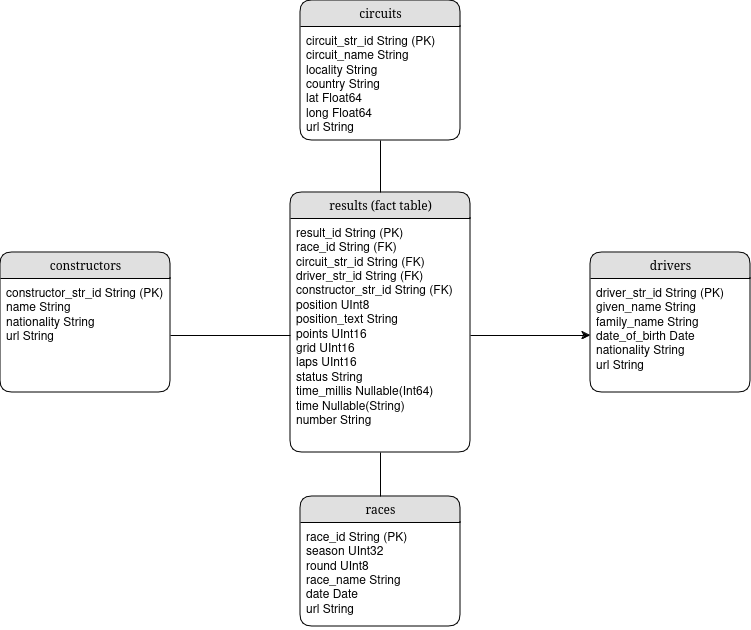 circuits
circuit_str_id String (PK)
circuit_name String
locality String
country String
lat Float64
long Float64
url String
results (fact table)
result_id String (PK)
race_id String (FK)
circuit_str_id String (FK)
driver_str_id String (FK)
constructor_str_id String (FK)
position UInt8
position_text String
points UInt16
grid UInt16
laps UInt16
status String
time_millis Nullable(Int64)
time Nullable(String)
number String
constructors
constructor_str_id String (PK)
name String
nationality String
url String
drivers
driver_str_id String (PK)
given_name String
family_name String
date_of_birth Date
nationality String
url String
races
race_id String (PK)
season UInt32
round UInt8
race_name String
date Date
url String